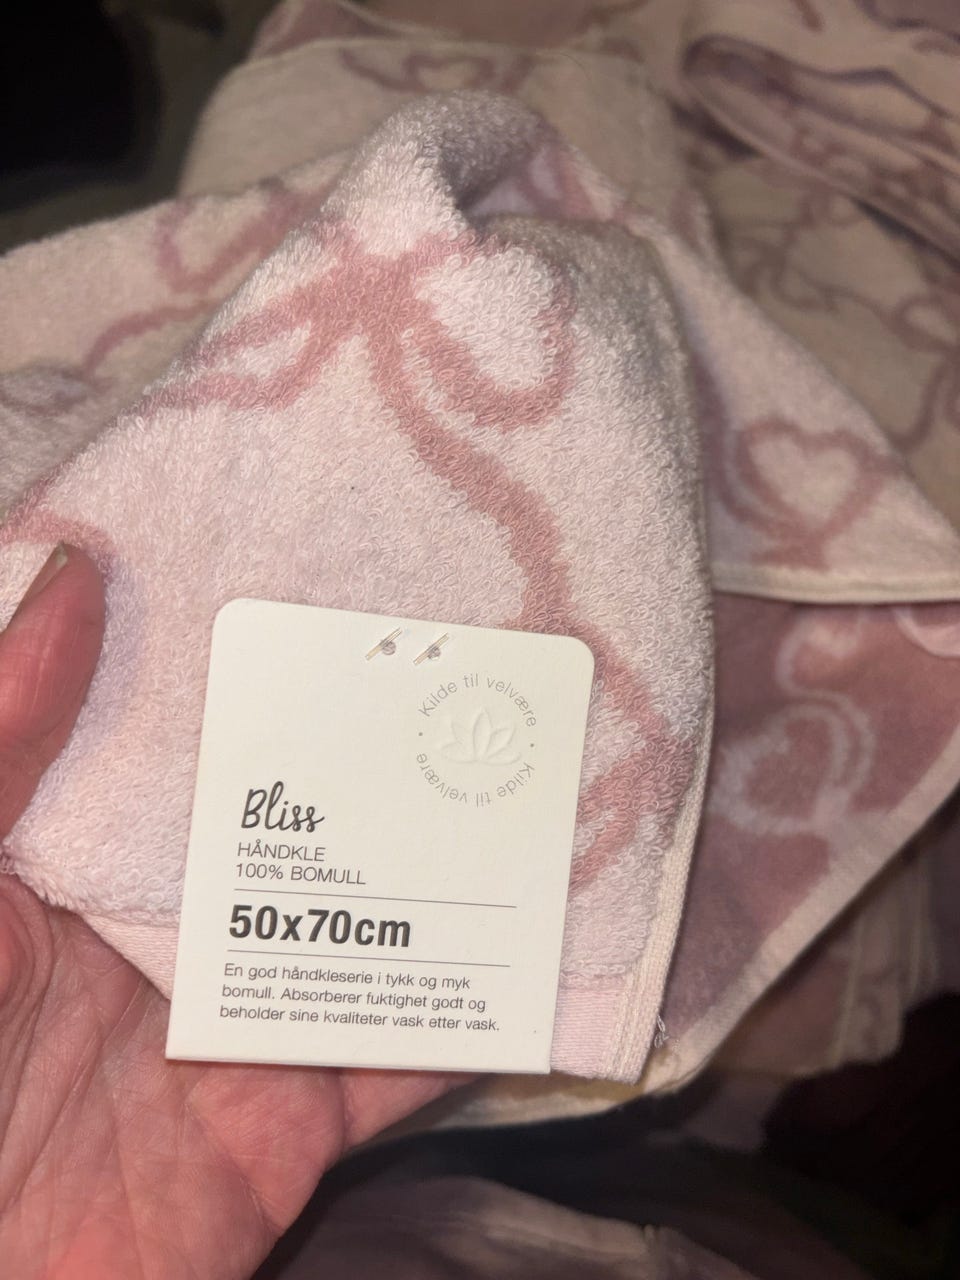 Kilde til velvære • Kilde til velvære •
Bliss
HÅNDKLE
100% BOMULL
50x70cm
En god håndkleserie i tykk og myk
bomull. Absorberer fuktighet godt og
beholder sine kvaliteter vask etter vask.